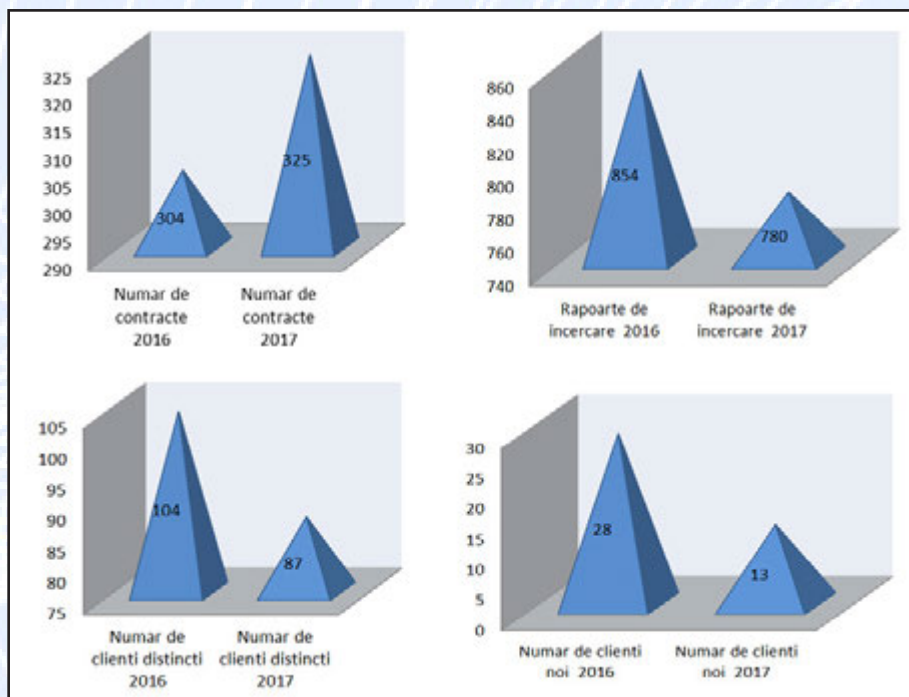 325
320
315
310
305
300
295
290
304
325
Numar de
contracte
2016
Numar de
contracte
2017
860
840
820
800
780
760
740
854
780
Rapoarte de
incercare 2016
Rapoarte de
incercare 2017
105
100
95
90
85
80
75
104
87
Numar de
clienti distincti
2016
Numar de
clienti distincti
2017
30
25
20
15
10
5
0
28
13
Numar de clienti
noi 2016
Numar de clienti
noi 2017